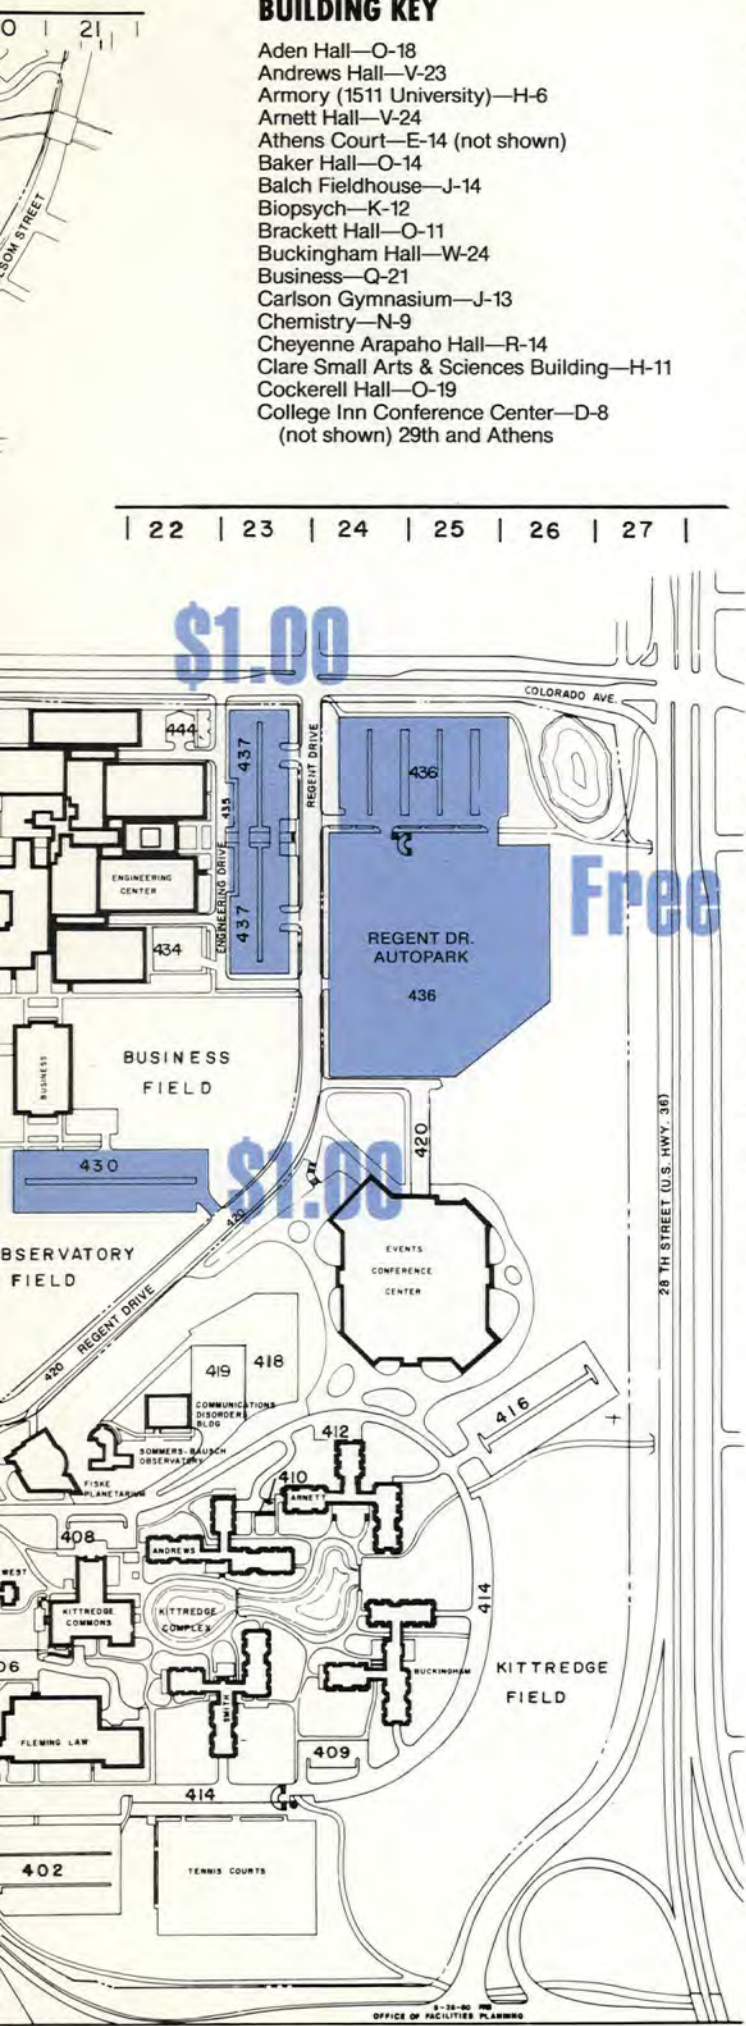 BUILDING KEY
Aden Hall—O-18
Andrews Hall—V-23
Armory (1511 University)—H-6
Arnett Hall—V-24
Athens Court—E-14 (not shown)
Baker Hall—O-14
Balch Fieldhouse—J-14
Biopsych—K-12
Brackett Hall—O-11
Buckingham Hall—W-24
Business—Q-21
Carlson Gymnasium—J-13
Chemistry—N-9
Cheyenne Arapaho Hall—R-14
Clare Small Arts & Sciences Building—H-11
Cockerell Hall—O-19
College Inn Conference Center—D-8
(not shown) 29th and Athens
0 | 21 |
LSOM STREET
| 22 | 23 | 24 | 25 | 26 | 27 |
$1.00
COLORADO AVE.
444
437
REGENT DRIVE
436
435
ENGINEERING
CENTER
ENGINEERING DRIVE
Free
437
434
REGENT DR.
AUTOPARK
436
BUSINESS
BUSINESS
FIELD
28 TH STREET (U.S. HWY. 36)
420
430
$1.00
420
BSERVATORY
FIELD
EVENTS
CONFERENCE
CENTER
REGENT DRIVE
420
419
418
COMMUNICATIONS
DISORDERS
BLDG
416
412
SOMMERS-BAUSCH
OBSERVATORY
FISKE
PLANETARIUM
410
ARNETT
408
ANDREWS
WEST
KITTREDGE
COMMONS
KITTREDGE
COMPLEX
414
06
SMITH
BUCKINGHAM
KITTREDGE
FIELD
FLEMING LAW
409
414
402
TENNIS COURTS
OFFICE OF FACILITIES PLANNING